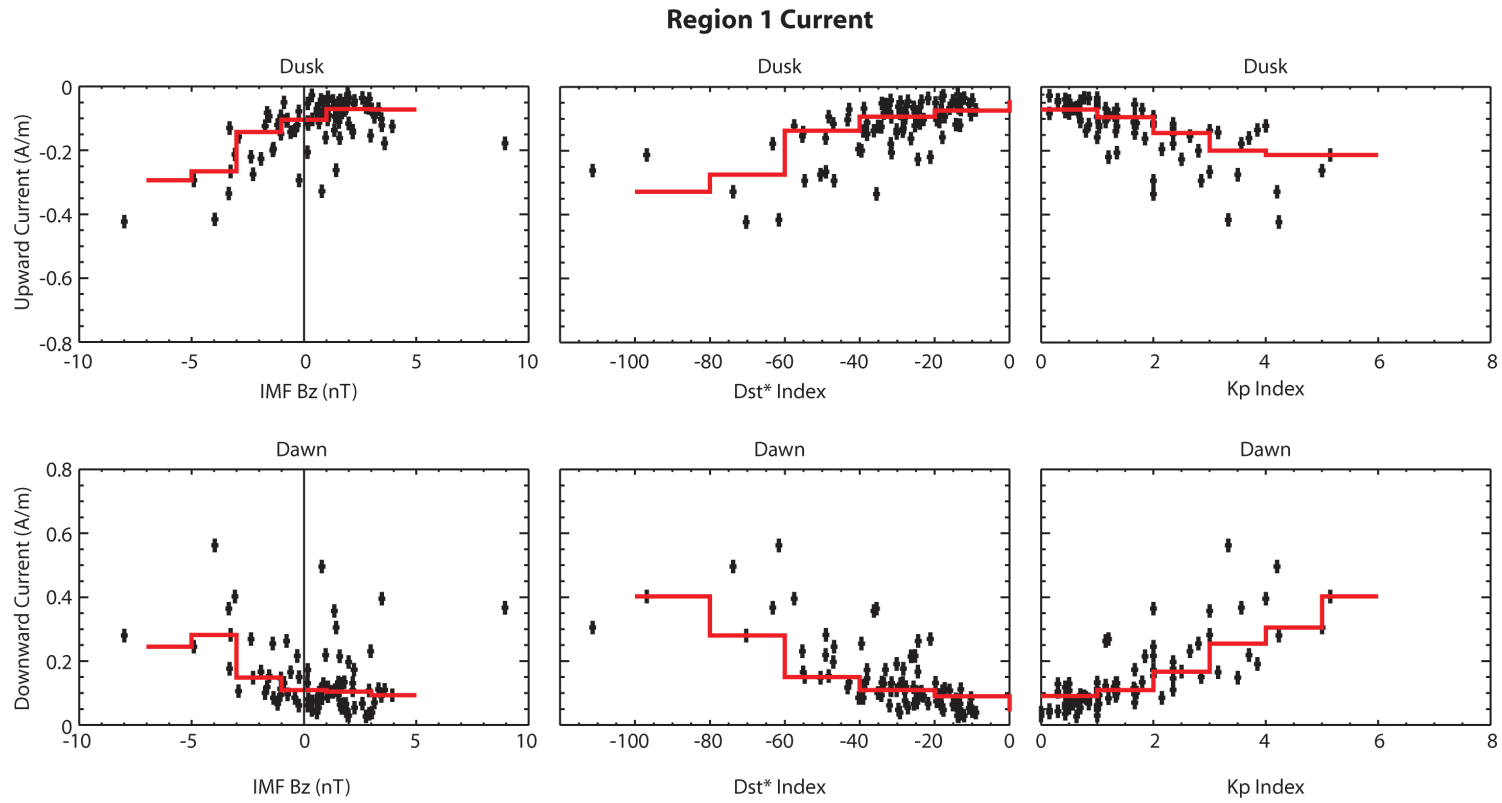 Region 1 Current
Dusk
Dusk
Dusk
Upward Current (A/m)
0
-0.2
-0.4
-0.6
-0.8
-10
-5
0
5
10
-100
-80
-60
-40
-20
0
0
2
4
6
8
IMF Bz (nT)
Dst* Index
Kp Index
Dawn
Dawn
Dawn
Downward Current (A/m)
0.8
0.6
0.4
0.2
0
-10
-5
0
5
10
-100
-80
-60
-40
-20
0
0
2
4
6
8
IMF Bz (nT)
Dst* Index
Kp Index